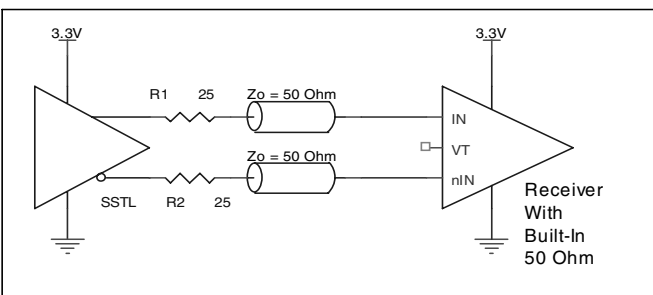 3.3V
3.3V
R1 25
Zo = 50 Ohm
IN
VT
Zo = 50 Ohm
nIN
SSTL
R2 25
Receiver
With
Built-In
50 Ohm